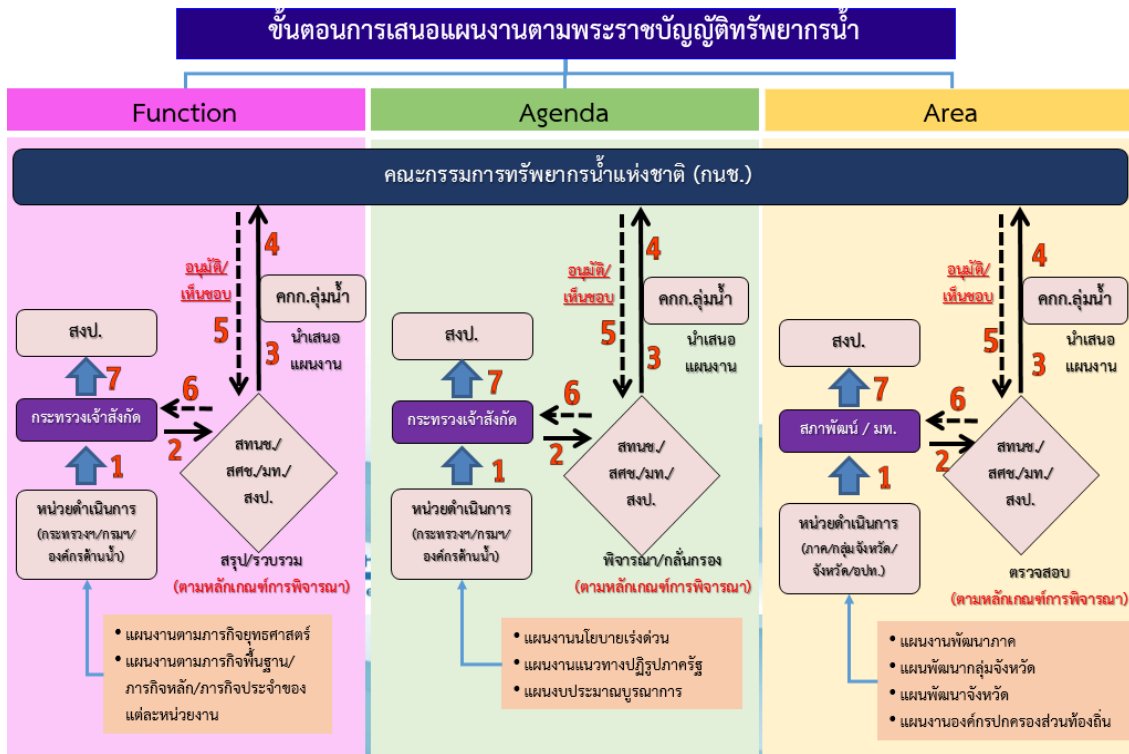 ขั้นตอนการเสนอแผนงานตามพระราชบัญญัติทรัพยากรน้ำ
Function
Agenda
Area
คณะกรรมการทรัพยากรน้ำแห่งชาติ (กนช.)
4
อนุมัติ/
เห็นชอบ
คกก.ลุ่มน้ำ
5
3
นำเสนอ
แผนงาน
สงป.
7
6
กระทรวงเจ้าสังกัด
2
สทนช./
สศช./มท./
สงป.
1
หน่วยดำเนินการ
(กระทรวงฯ/กรมฯ/
องค์กรด้านน้ำ)
สรุป/รวบรวม
(ตามหลักเกณฑ์การพิจารณา)
• แผนงานตามภารกิจยุทธศาสตร์
• แผนงานตามภารกิจพื้นฐาน/
ภารกิจหลัก/ภารกิจประจำของ
แต่ละหน่วยงาน
4
อนุมัติ/
เห็นชอบ
คกก.ลุ่มน้ำ
5
3
นำเสนอ
แผนงาน
สงป.
7
6
กระทรวงเจ้าสังกัด
2
สทนช./
สศช./มท./
สงป.
1
หน่วยดำเนินการ
(กระทรวงฯ/กรมฯ/
องค์กรด้านน้ำ)
พิจารณา/กลั่นกรอง
(ตามหลักเกณฑ์การพิจารณา)
• แผนงานนโยบายเร่งด่วน
• แผนงานแนวทางปฏิรูปภาครัฐ
• แผนงบประมาณบูรณาการ
4
อนุมัติ/
เห็นชอบ
คกก.ลุ่มน้ำ
5
3
นำเสนอ
แผนงาน
สงป.
7
6
สภาพัฒน์ / มท.
2
สทนช./
สศช./มท./
สงป.
1
หน่วยดำเนินการ
(ภาค/กลุ่มจังหวัด/
จังหวัด/อปท.)
ตรวจสอบ
(ตามหลักเกณฑ์การพิจารณา)
• แผนงานพัฒนาภาค
• แผนพัฒนากลุ่มจังหวัด
• แผนพัฒนาจังหวัด
• แผนงานองค์กรปกครองส่วนท้องถิ่น